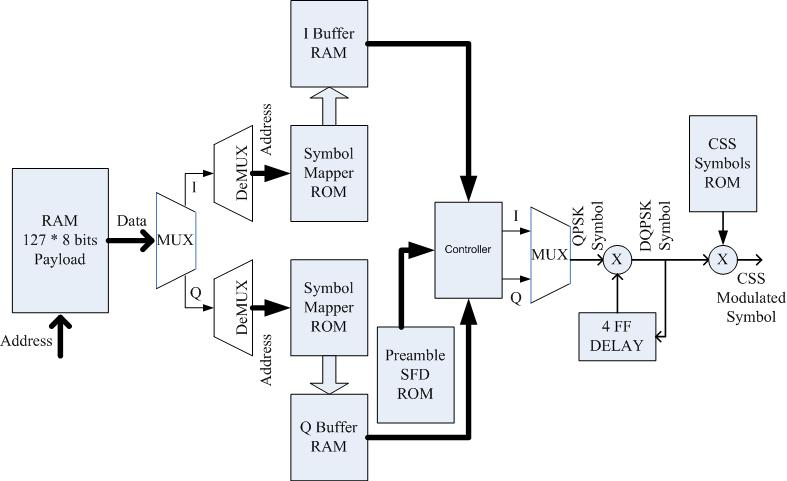 I Buffer
RAM
Address
DeMUX
Symbol
Mapper
ROM
CSS
Symbols
ROM
RAM
127 * 8 bits
Payload
Data
MUX
I
Q
Address
DeMUX
Symbol
Mapper
ROM
Address
Q Buffer
RAM
Controller
Preamble
SFD
ROM
I
Q
MUX
QPSK
Symbol
X
DQPSK
Symbol
X
4 FF
DELAY
CSS
Modulated
Symbol